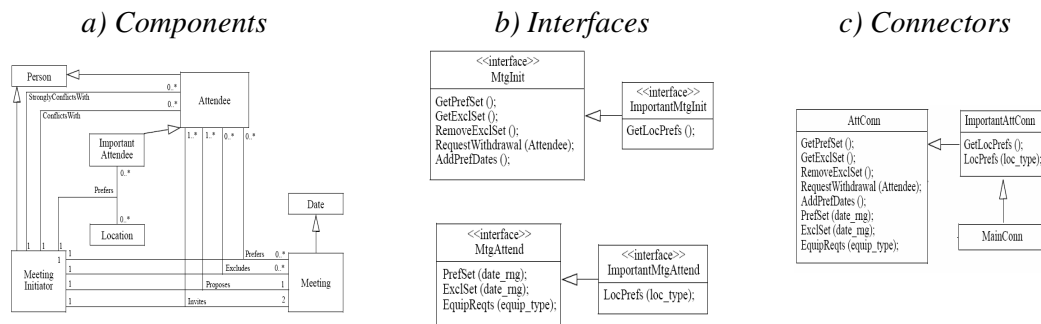 a) Components
b) Interfaces
c) Connectors
Person
StronglyConflictsWith
0..*
0..*
ConflictsWith
Attendee
Important
Attendee
1..* 1..* 0..* 0..*
0..*
Prefers
0..*
Location
Date
1 1 1
1
Meeting
Initiator
Meeting
1 Prefers 0..*
1 Excludes 0..*
1 Proposes 1
1 Invites 2
<<interface>>
MtgInit
GetPrefSet ();
GetExclSet ();
RemoveExclSet ();
RequestWithdrawal (Attendee);
AddPrefDates ();
<<interface>>
ImportantMtgInit
GetLocPrefs ();
<<interface>>
MtgAttend
PrefSet (date_rng);
ExclSet (date_rng);
EquipReqts (equip_type);
<<interface>>
ImportantMtgAttend
LocPrefs (loc_type);
AttConn
GetPrefSet ();
GetExclSet ();
RemoveExclSet ();
RequestWithdrawal (Attendee);
AddPrefDates ();
PrefSet (date_rng);
ExclSet (date_rng);
EquipReqts (equip_type);
ImportantAttConn
GetLocPrefs ();
LocPrefs (loc_type);
MainConn